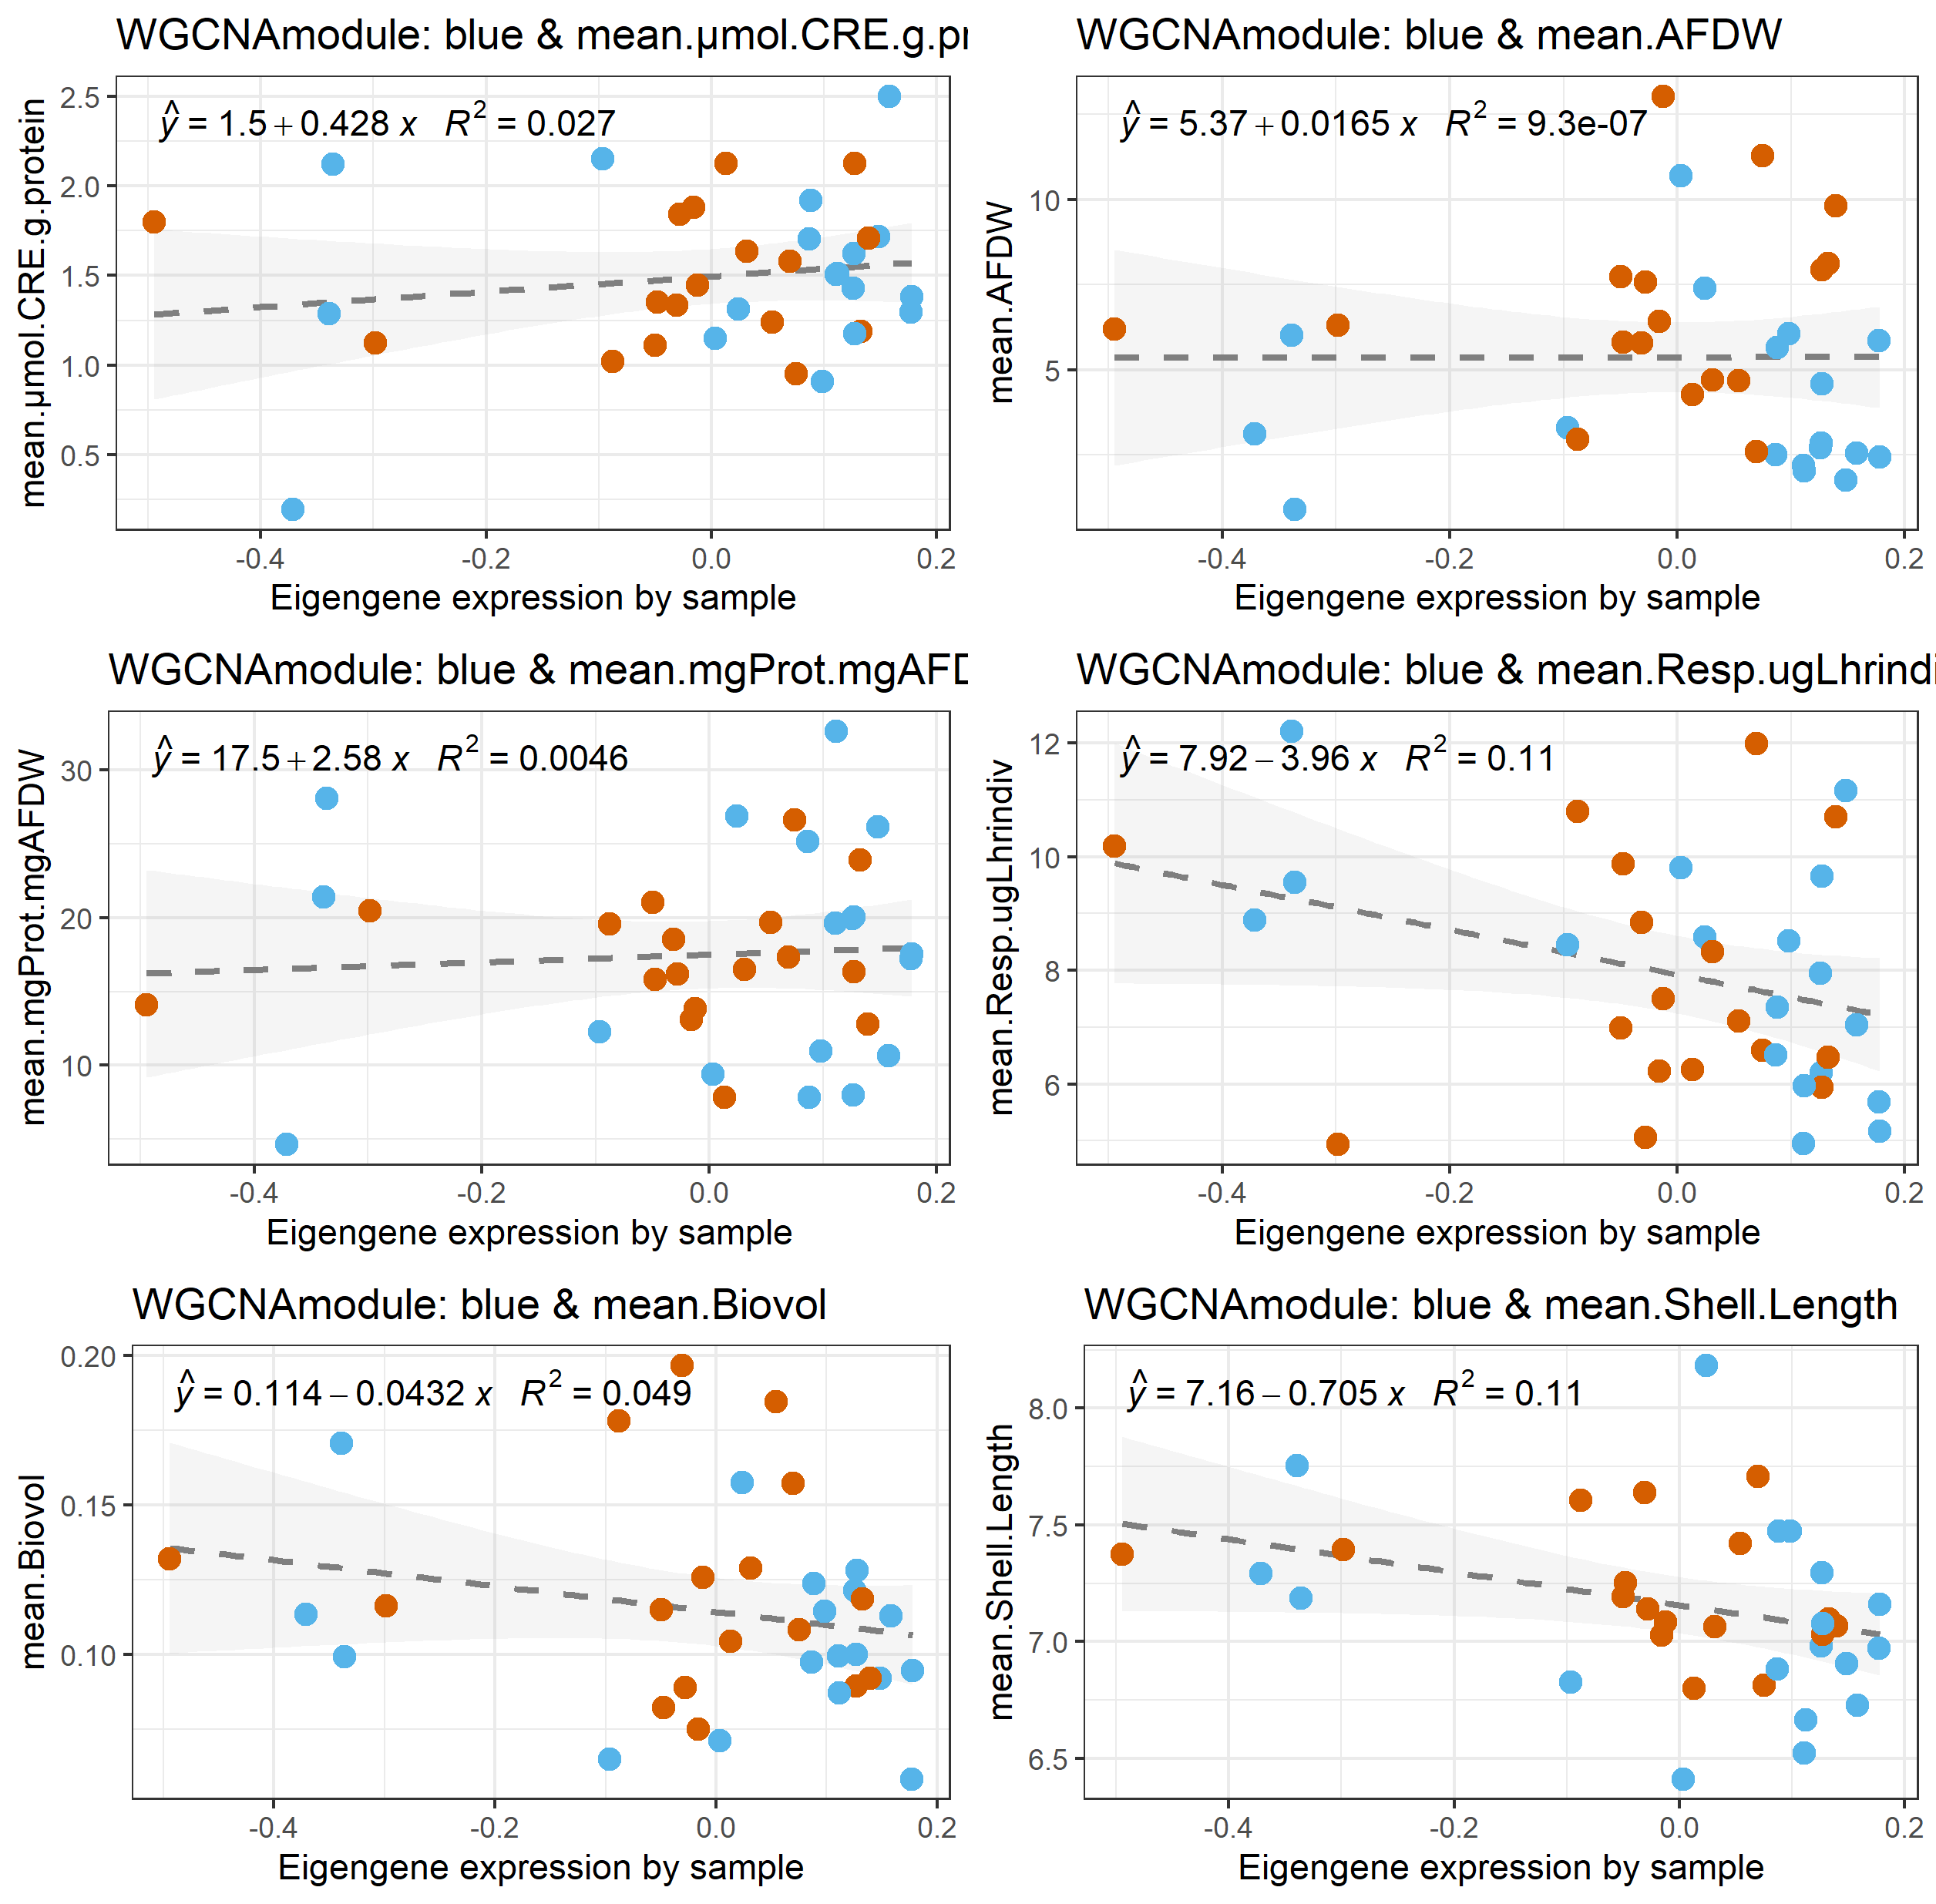 WGCNAmodule: blue & mean.µmol.CRE.g.pr
ŷ = 1.5 + 0.428 x R² = 0.027
mean.µmol.CRE.g.protein
2.5
2.0
1.5
1.0
0.5
-0.4 -0.2 0.0 0.2
Eigengene expression by sample
WGCNAmodule: blue & mean.AFDW
ŷ = 5.37 + 0.0165 x R² = 9.3e-07
mean.AFDW
10
5
-0.4 -0.2 0.0 0.2
Eigengene expression by sample
WGCNAmodule: blue & mean.mgProt.mgAFD
ŷ = 17.5 + 2.58 x R² = 0.0046
mean.mgProt.mgAFDW
30
20
10
-0.4 -0.2 0.0 0.2
Eigengene expression by sample
WGCNAmodule: blue & mean.Resp.ugLhrindi
ŷ = 7.92 − 3.96 x R² = 0.11
mean.Resp.ugLhrindiv
12
10
8
6
-0.4 -0.2 0.0 0.2
Eigengene expression by sample
WGCNAmodule: blue & mean.Biovol
ŷ = 0.114 − 0.0432 x R² = 0.049
mean.Biovol
0.20
0.15
0.10
-0.4 -0.2 0.0 0.2
Eigengene expression by sample
WGCNAmodule: blue & mean.Shell.Length
ŷ = 7.16 − 0.705 x R² = 0.11
mean.Shell.Length
8.0
7.5
7.0
6.5
-0.4 -0.2 0.0 0.2
Eigengene expression by sample